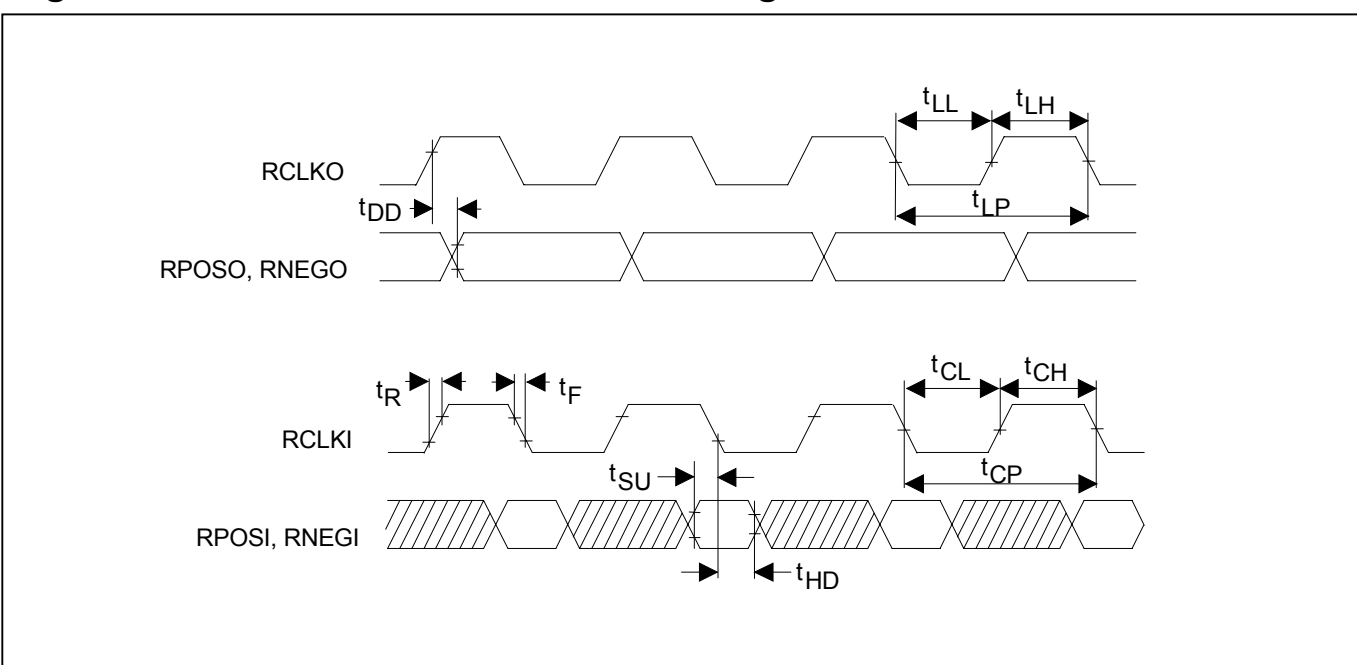 tLL
tLH
RCLKO
tLP
tDD
RPOSO, RNEGO
tCL
tCH
tR
tF
RCLKI
tCP
tSU
RPOSI, RNEGI
tHD